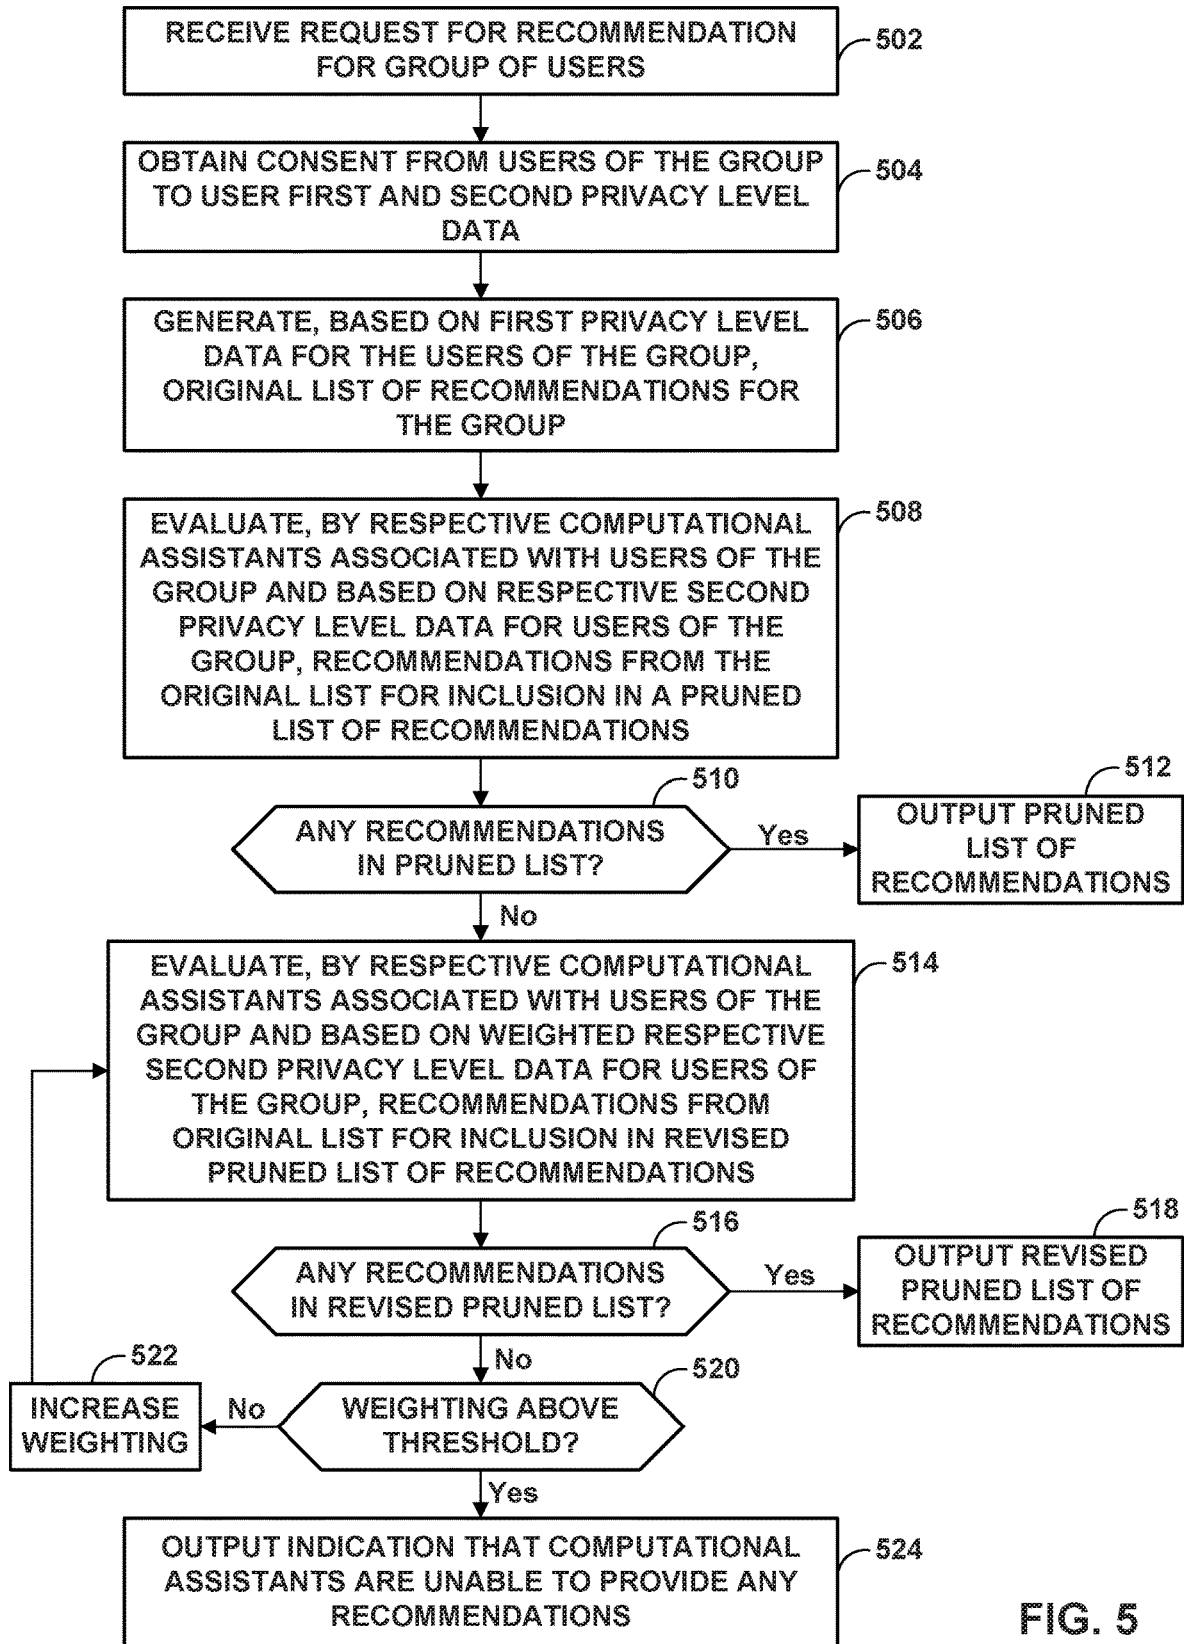 RECEIVE REQUEST FOR RECOMMENDATION
FOR GROUP OF USERS
502
OBTAIN CONSENT FROM USERS OF THE GROUP
TO USER FIRST AND SECOND PRIVACY LEVEL
DATA
504
GENERATE, BASED ON FIRST PRIVACY LEVEL
DATA FOR THE USERS OF THE GROUP,
ORIGINAL LIST OF RECOMMENDATIONS FOR
THE GROUP
506
EVALUATE, BY RESPECTIVE COMPUTATIONAL
ASSISTANTS ASSOCIATED WITH USERS OF THE
GROUP AND BASED ON RESPECTIVE SECOND
PRIVACY LEVEL DATA FOR USERS OF THE
GROUP, RECOMMENDATIONS FROM THE
ORIGINAL LIST FOR INCLUSION IN A PRUNED
LIST OF RECOMMENDATIONS
508
510
ANY RECOMMENDATIONS
IN PRUNED LIST?
Yes
512
OUTPUT PRUNED
LIST OF
RECOMMENDATIONS
No
EVALUATE, BY RESPECTIVE COMPUTATIONAL
ASSISTANTS ASSOCIATED WITH USERS OF THE
GROUP AND BASED ON WEIGHTED RESPECTIVE
SECOND PRIVACY LEVEL DATA FOR USERS OF
THE GROUP, RECOMMENDATIONS FROM
ORIGINAL LIST FOR INCLUSION IN REVISED
PRUNED LIST OF RECOMMENDATIONS
514
516
ANY RECOMMENDATIONS
IN REVISED PRUNED LIST?
Yes
518
OUTPUT REVISED
PRUNED LIST OF
RECOMMENDATIONS
No
520
WEIGHTING ABOVE
THRESHOLD?
No
522
INCREASE
WEIGHTING
Yes
OUTPUT INDICATION THAT COMPUTATIONAL
ASSISTANTS ARE UNABLE TO PROVIDE ANY
RECOMMENDATIONS
524
FIG. 5